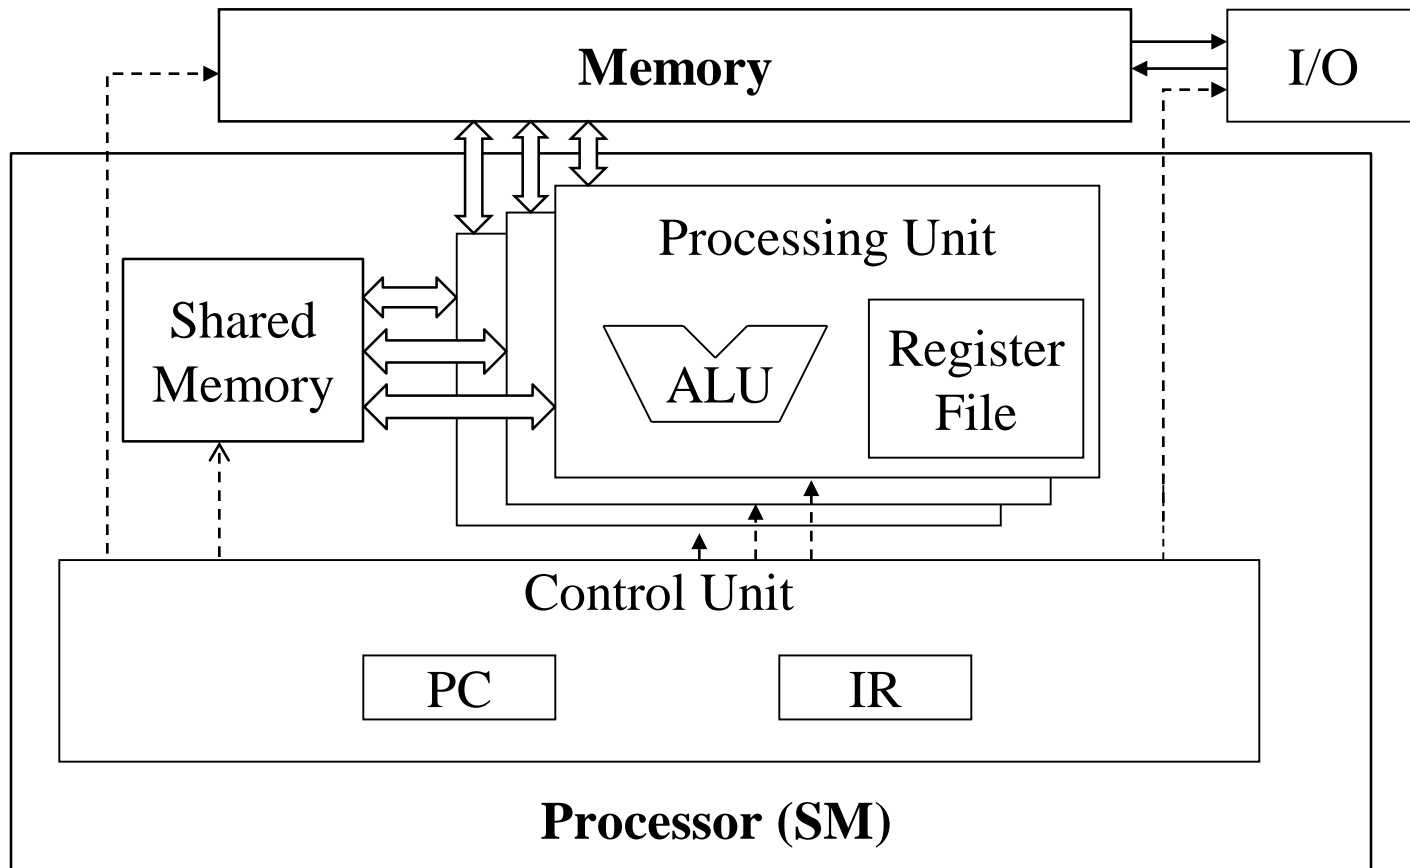 Memory
I/O
Processing Unit
Shared
Memory
ALU
Register
File
Control Unit
PC
IR
Processor (SM)